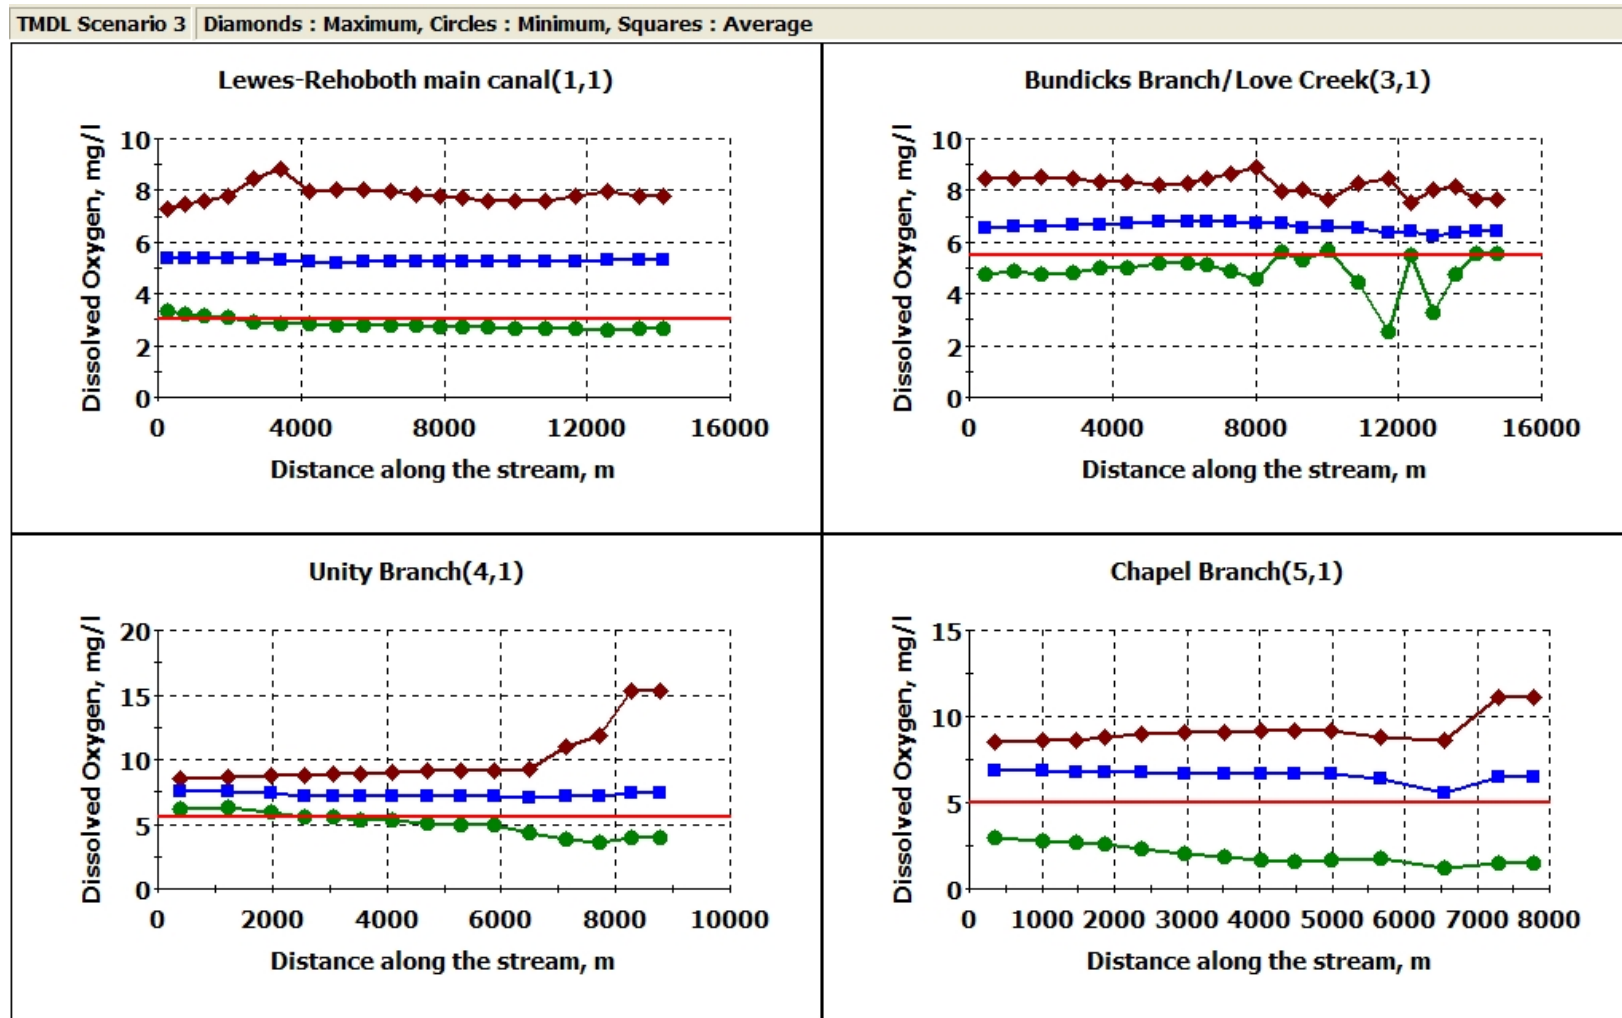 TMDL Scenario 3 Diamonds : Maximum, Circles : Minimum, Squares : Average
Lewes-Rehoboth main canal(1,1)
Dissolved Oxygen, mg/l
10
8
6
4
2
0
0 4000 8000 12000 16000
Distance along the stream, m
Bundicks Branch/Love Creek(3,1)
Dissolved Oxygen, mg/l
10
8
6
4
2
0
0 4000 8000 12000 16000
Distance along the stream, m
Unity Branch(4,1)
Dissolved Oxygen, mg/l
20
15
10
5
0
0 2000 4000 6000 8000 10000
Distance along the stream, m
Chapel Branch(5,1)
Dissolved Oxygen, mg/l
15
10
5
0
0 1000 2000 3000 4000 5000 6000 7000 8000
Distance along the stream, m